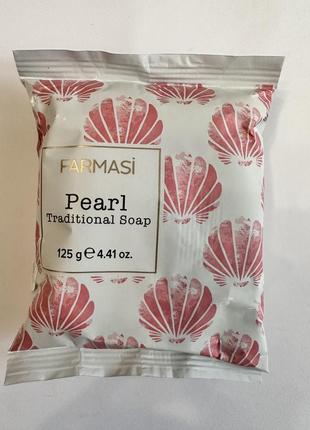 FARMASİ
Pearl
Traditional Soap
125 g ℮ 4.41 oz.